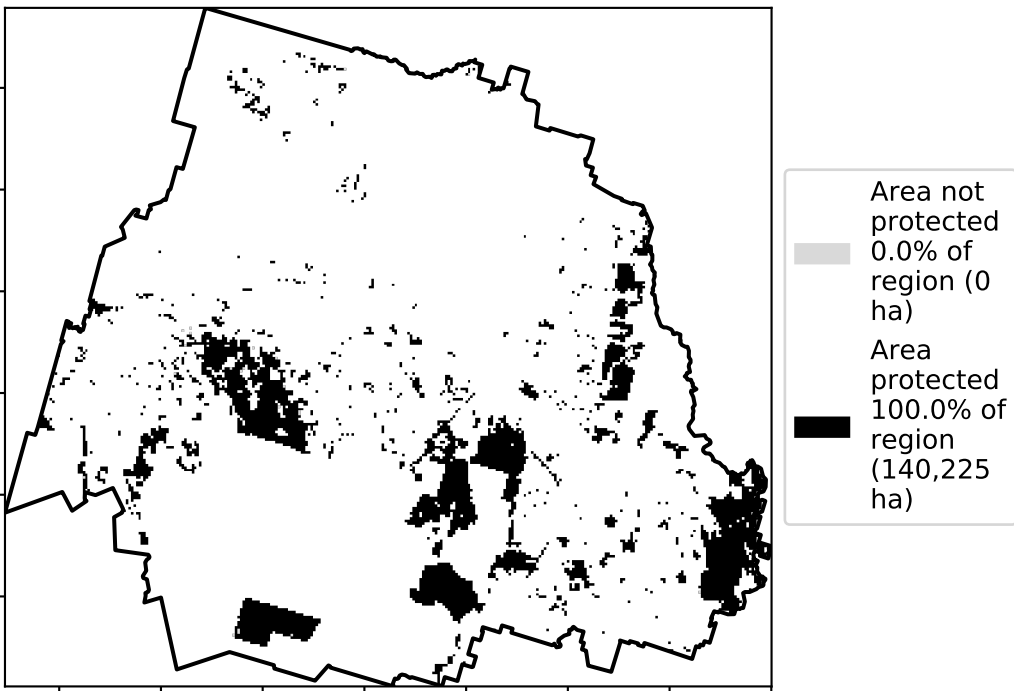 Area not
protected
0.0% of
region (0
ha)
Area
protected
100.0% of
region
(140,225
ha)